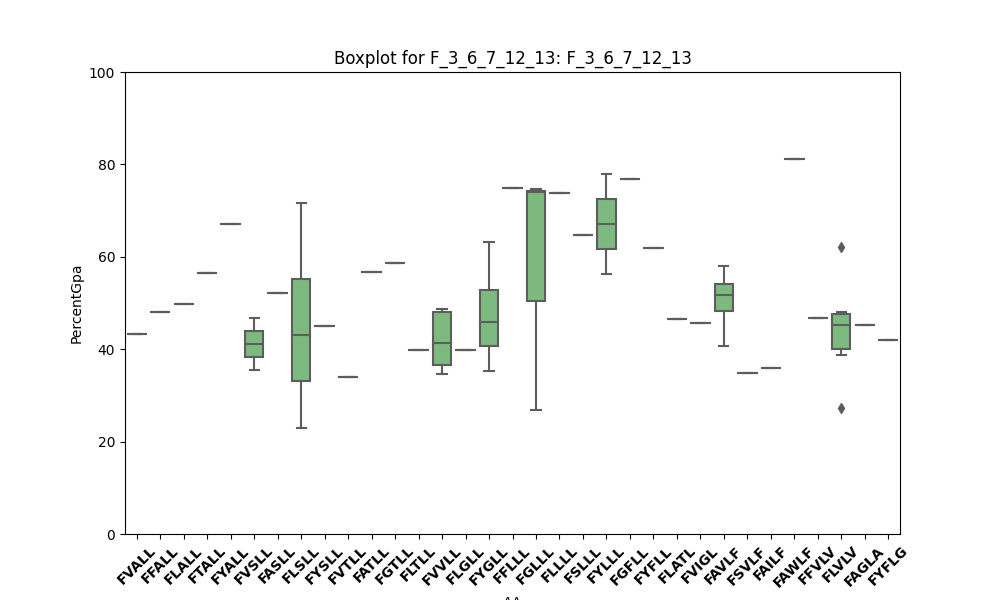 Boxplot for F_3_6_7_12_13: F_3_6_7_12_13
PercentGpa
100
80
60
40
20
0
FVALL
FFALL
FLALL
FTALL
FYALL
FVSLL
FASLL
FLSLL
FYSLL
FVTLL
FATLL
FGTLL
FLTLL
FVVLL
FLGLL
FYGLL
FFLLL
FGLLL
FLLLL
FSLLL
FYLLL
FGFLL
FYFLL
FLATL
FVIGL
FAVLF
FSVLF
FAILF
FAWLF
FFVLV
FLVLV
FAGLA
FYFLG